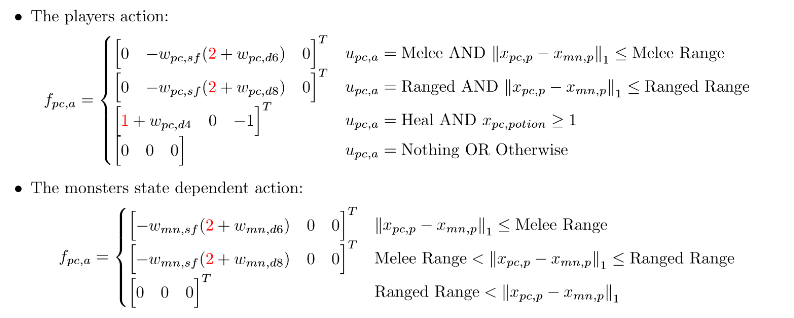 • The players action:
f_{pc,a} = { [0 −w_{pc,sf}(2 + w_{pc,d6}) 0]^T u_{pc,a} = Melee AND ‖x_{pc,p} − x_{mn,p}‖_1 ≤ Melee Range
[0 −w_{pc,sf}(2 + w_{pc,d8}) 0]^T u_{pc,a} = Ranged AND ‖x_{pc,p} − x_{mn,p}‖_1 ≤ Ranged Range
[1 + w_{pc,d4} 0 −1]^T u_{pc,a} = Heal AND x_{pc,potion} ≥ 1
[0 0 0] u_{pc,a} = Nothing OR Otherwise
• The monsters state dependent action:
f_{pc,a} = { [−w_{mn,sf}(2 + w_{mn,d6}) 0 0]^T ‖x_{pc,p} − x_{mn,p}‖_1 ≤ Melee Range
[−w_{mn,sf}(2 + w_{mn,d8}) 0 0]^T Melee Range < ‖x_{pc,p} − x_{mn,p}‖_1 ≤ Ranged Range
[0 0 0]^T Ranged Range < ‖x_{pc,p} − x_{mn,p}‖_1